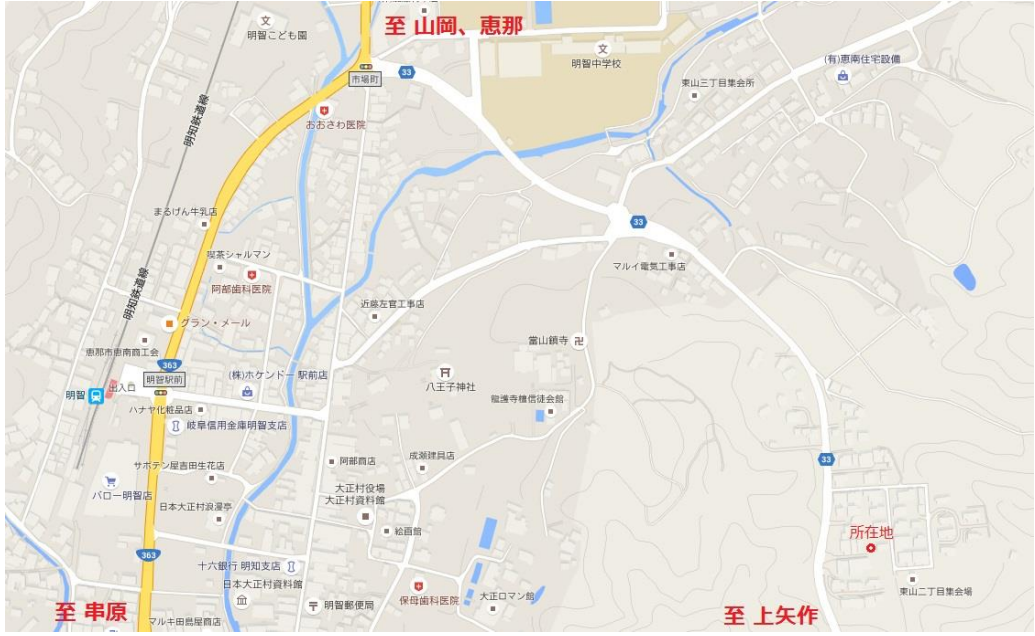 至 山岡、恵那
文
明智こども園
文
明智中学校
(有)恵南住宅設備
市場町
33
東山三丁目集会所
おおさわ医院
明知鉄道線
まるげん牛乳店
33
喫茶シャルマン
マルイ電気工事店
阿部歯科医院
明知鉄道線
近藤左官工事店
グラン・メール
富山鎮寺
恵那市恵南商工会
363
(株)ホケンドー 駅前店
八王子神社
明智駅前
出入口
明智
ハナヤ化粧品店
龍護寺檀信徒会館
岐阜信用金庫明智支店
サボテン屋吉田生花店
阿部商店
成瀬建具店
33
バロー明智店
大正村役場
大正村資料館
日本大正村浪漫亭
絵画館
所在地
363
十六銀行 明知支店
日本大正村資料館
保母歯科医院
大正ロマン館
東山二丁目集会場
明智郵便局
至 串原
至 上矢作
マルキ田島屋商店